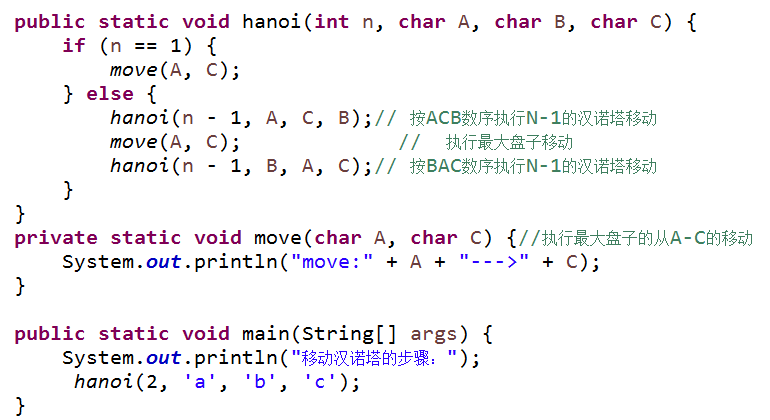 public static void hanoi(int n, char A, char B, char C) {
    if (n == 1) {
        move(A, C);
    } else {
        hanoi(n - 1, A, C, B);// 按ACB数序执行N-1的汉诺塔移动
        move(A, C);             //  执行最大盘子移动
        hanoi(n - 1, B, A, C);// 按BAC数序执行N-1的汉诺塔移动
    }
}
private static void move(char A, char C) {//执行最大盘子的从A-C的移动
    System.out.println("move:" + A + "--->" + C);
}
public static void main(String[] args) {
    System.out.println("移动汉诺塔的步骤：");
     hanoi(2, 'a', 'b', 'c');
}